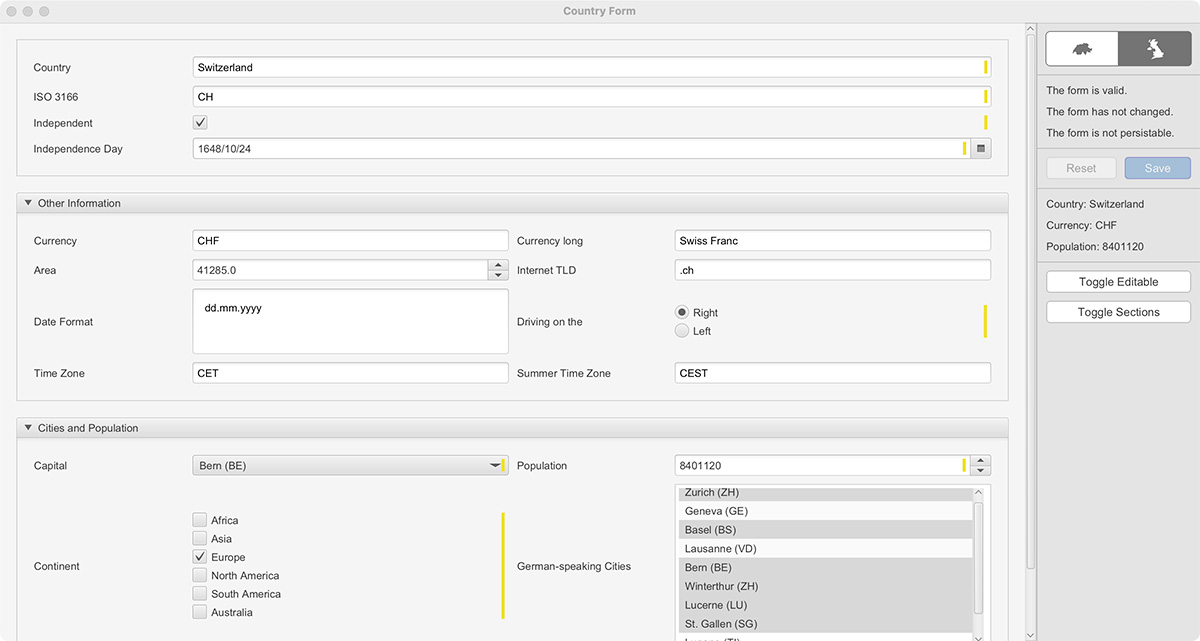 Country Form
Country Switzerland
ISO 3166 CH
Independent
Independence Day 1648/10/24
Other Information
Currency CHF Currency long Swiss Franc
Area 41285.0 Internet TLD .ch
Date Format dd.mm.yyyy Driving on the Right
Left
Time Zone CET Summer Time Zone CEST
Cities and Population
Capital Bern (BE) Population 8401120
Continent
Africa
Asia
Europe
North America
South America
Australia
German-speaking Cities
Zurich (ZH)
Geneva (GE)
Basel (BS)
Lausanne (VD)
Bern (BE)
Winterthur (ZH)
Lucerne (LU)
St. Gallen (SG)
The form is valid.
The form has not changed.
The form is not persistable.
Reset Save
Country: Switzerland
Currency: CHF
Population: 8401120
Toggle Editable
Toggle Sections